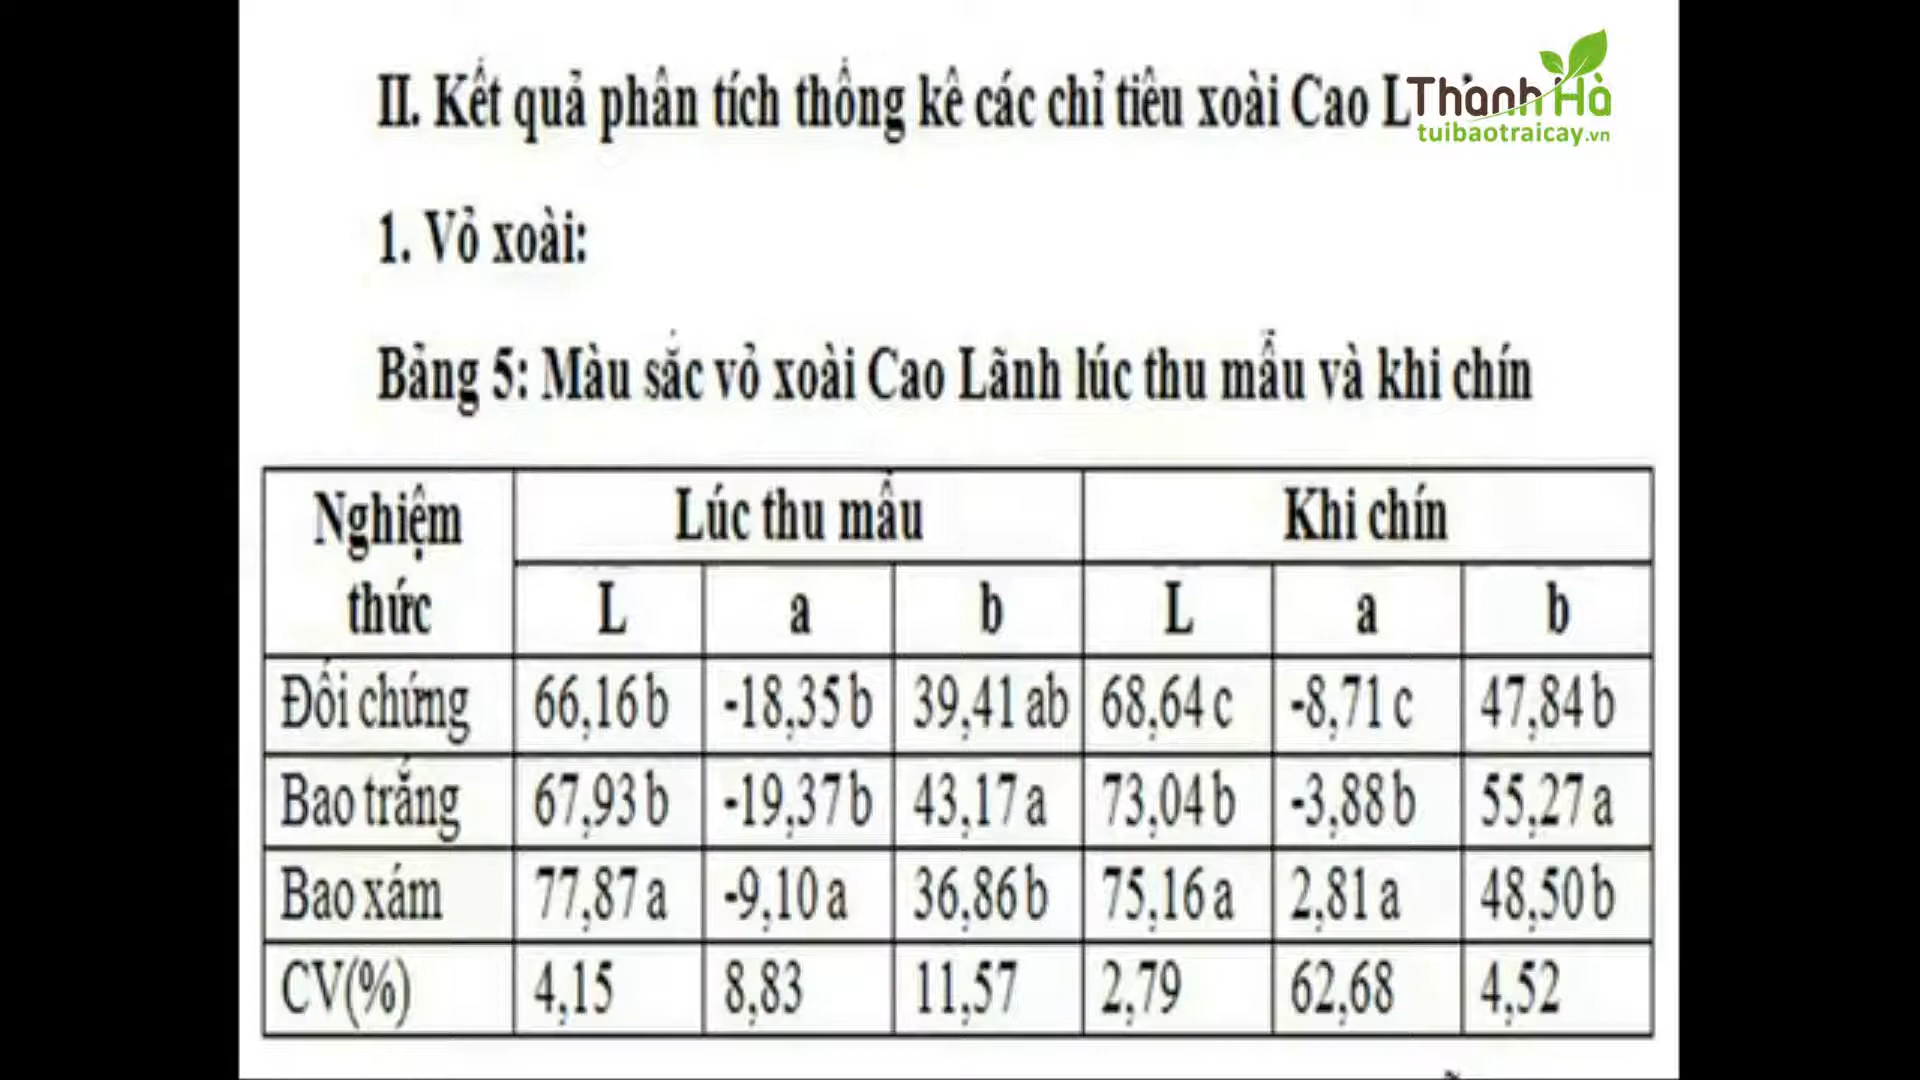 II. Kết quả phân tích thống kê các chỉ tiêu xoài Cao
Thanh Hà
tuibaotraicay.vn
1. Vỏ xoài:
Bảng 5: Màu sắc vỏ xoài Cao Lãnh lúc thu mẫu và khi chín
Nghiệm thức Lúc thu mẫu Khi chín
L a b L a b
Đối chứng 66,16 b -18,35 b 39,41 ab 68,64 c -8,71 c 47,84 b
Bao trắng 67,93 b -19,37 b 43,17 a 73,04 b -3,88 b 55,27 a
Bao xám 77,87 a -9,10 a 36,86 b 75,16 a 2,81 a 48,50 b
CV(%) 4,15 8,83 11,57 2,79 62,68 4,52